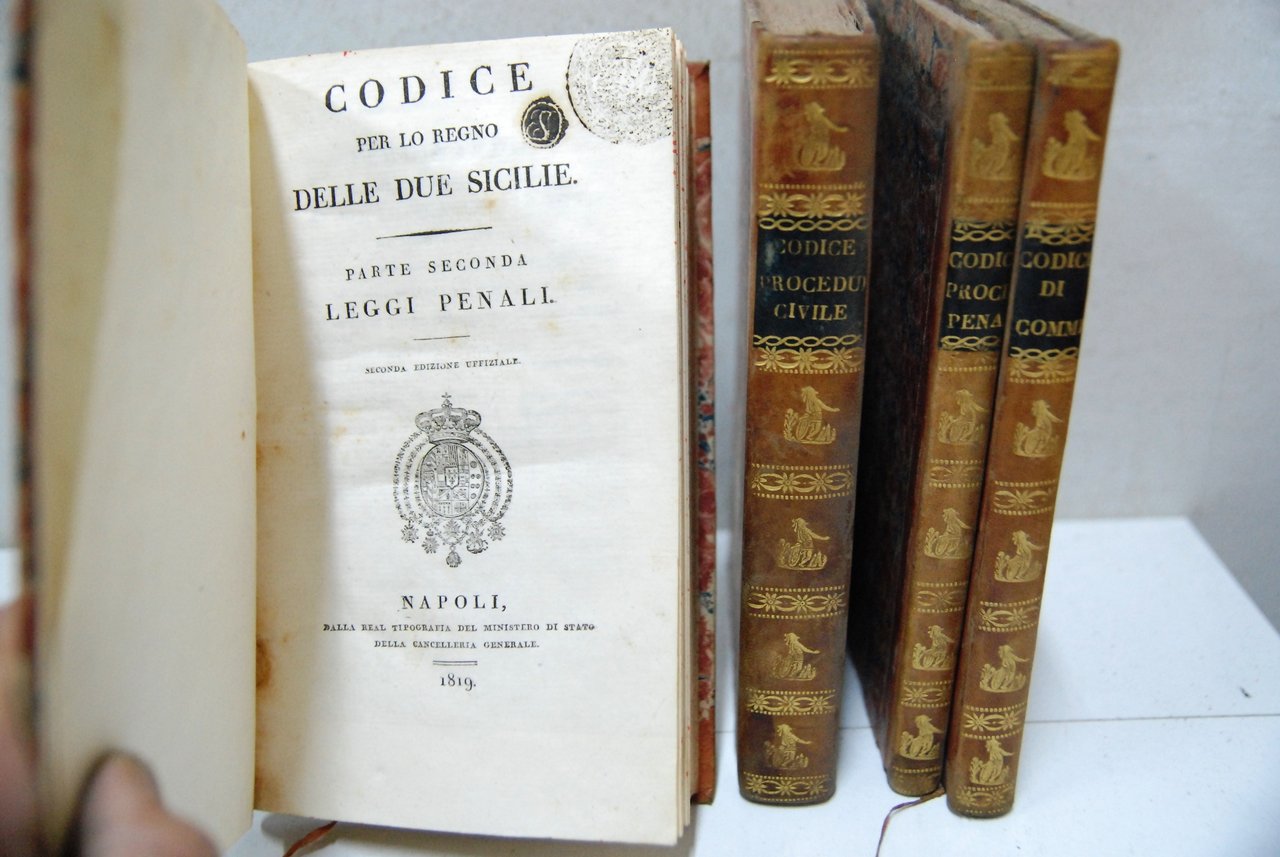 CODICE
PER LO REGNO
DELLE DUE SICILIE.
PARTE SECONDA
LEGGI PENALI.
SECONDA EDIZIONE UFFIZIALE.
NAPOLI,
DALLA REAL TIPOGRAFIA DEL MINISTERO DI STATO
DELLA CANCELLERIA GENERALE.
1819.
CODICE
PROCEDU
CIVILE
CODIC
PROCE
PENA
CODICE
DI
COMM